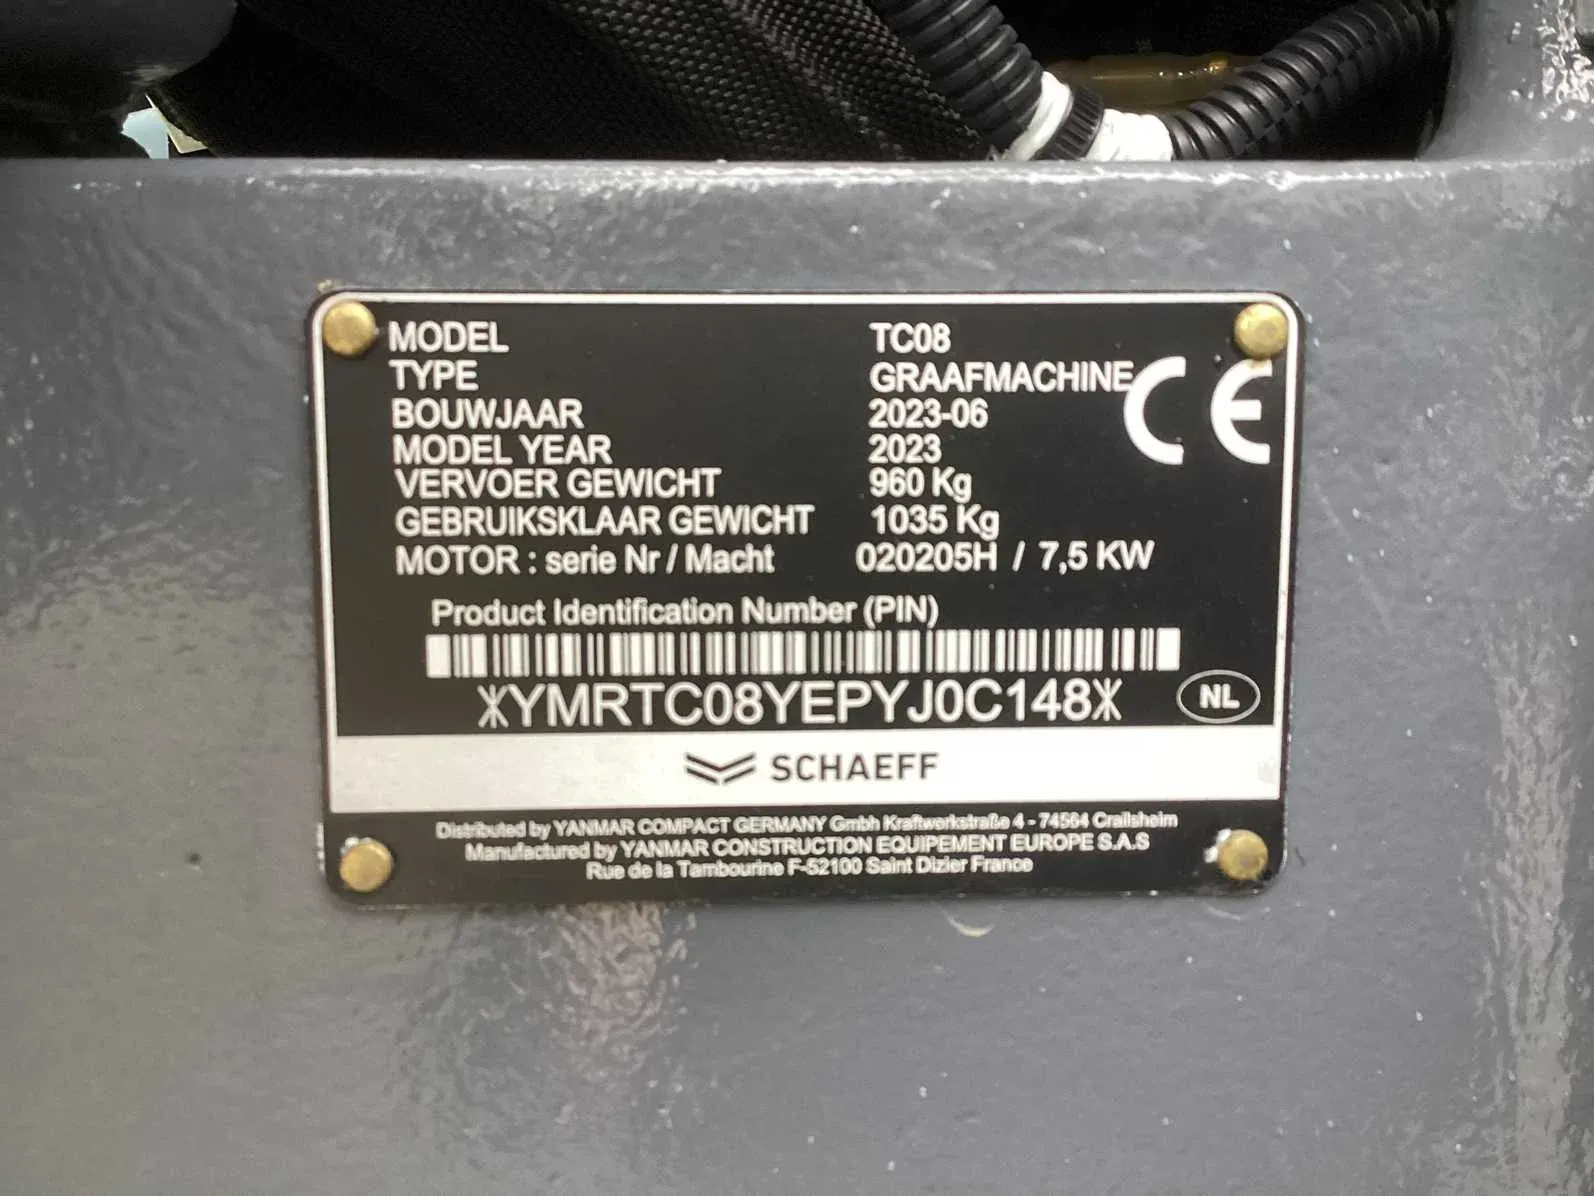 MODEL TC08
TYPE GRAAFMACHINE
BOUWJAAR 2023-06
MODEL YEAR 2023
VERVOER GEWICHT 960 Kg
GEBRUIKSKLAAR GEWICHT 1035 Kg
MOTOR : serie Nr / Macht 020205H / 7,5 KW
CE
Product Identification Number (PIN)
YMRTC08YEPYJ0C148
NL
SCHAEFF
Distributed by YANMAR COMPACT GERMANY Gmbh Kraftwerkstraße 4 - 74564 Crailsheim
Manufactured by YANMAR CONSTRUCTION EQUIPEMENT EUROPE S.A.S
Rue de la Tambourine F-52100 Saint Dizier France